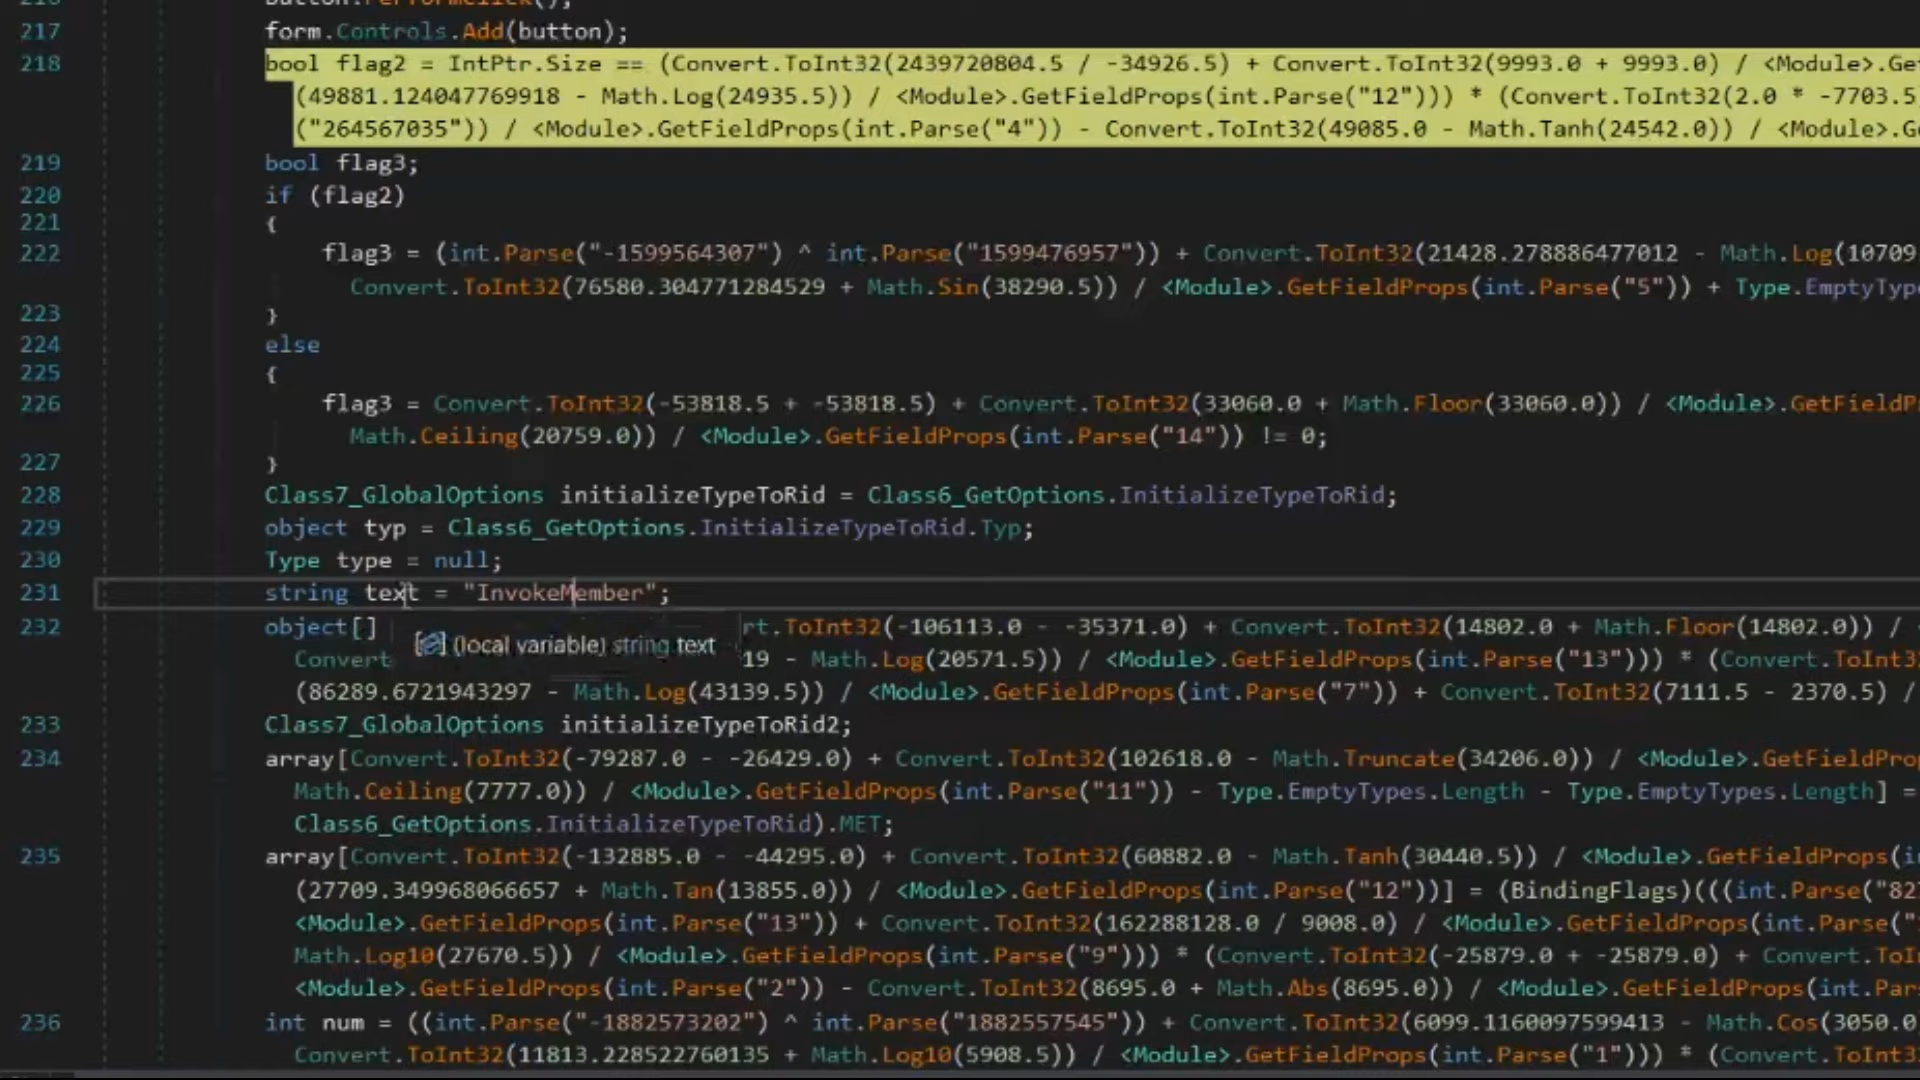 216 button.PerformClick();
217 form.Controls.Add(button);
218 bool flag2 = IntPtr.Size == (Convert.ToInt32(2439720804.5 / -34926.5) + Convert.ToInt32(9993.0 + 9993.0) / <Module>.Ge
(49881.124047769918 - Math.Log(24935.5)) / <Module>.GetFieldProps(int.Parse("12"))) * (Convert.ToInt32(2.0 * -7703.5
("264567035")) / <Module>.GetFieldProps(int.Parse("4")) - Convert.ToInt32(49085.0 - Math.Tanh(24542.0)) / <Module>.G
219 bool flag3;
220 if (flag2)
221 {
222 flag3 = (int.Parse("-1599564307") ^ int.Parse("1599476957")) + Convert.ToInt32(21428.278886477012 - Math.Log(10709
Convert.ToInt32(76580.304771284529 + Math.Sin(38290.5)) / <Module>.GetFieldProps(int.Parse("5")) + Type.EmptyType
223 }
224 else
225 {
226 flag3 = Convert.ToInt32(-53818.5 + -53818.5) + Convert.ToInt32(33060.0 + Math.Floor(33060.0)) / <Module>.GetFieldP
Math.Ceiling(20759.0)) / <Module>.GetFieldProps(int.Parse("14")) != 0;
227 }
228 Class7_GlobalOptions initializeTypeToRid = Class6_GetOptions.InitializeTypeToRid;
229 object typ = Class6_GetOptions.InitializeTypeToRid.Typ;
230 Type type = null;
231 string text = "InvokeMember";
232 object[] rt.ToInt32(-106113.0 - -35371.0) + Convert.ToInt32(14802.0 + Math.Floor(14802.0)) /
(local variable) string text
Convert 19 - Math.Log(20571.5)) / <Module>.GetFieldProps(int.Parse("13"))) * (Convert.ToInt3
(86289.6721943297 - Math.Log(43139.5)) / <Module>.GetFieldProps(int.Parse("7")) + Convert.ToInt32(7111.5 - 2370.5) /
233 Class7_GlobalOptions initializeTypeToRid2;
234 array[Convert.ToInt32(-79287.0 - -26429.0) + Convert.ToInt32(102618.0 - Math.Truncate(34206.0)) / <Module>.GetFieldPro
Math.Ceiling(7777.0)) / <Module>.GetFieldProps(int.Parse("11")) - Type.EmptyTypes.Length - Type.EmptyTypes.Length] =
Class6_GetOptions.InitializeTypeToRid).MET;
235 array[Convert.ToInt32(-132885.0 - -44295.0) + Convert.ToInt32(60882.0 - Math.Tanh(30440.5)) / <Module>.GetFieldProps(i
(27709.349968066657 + Math.Tan(13855.0)) / <Module>.GetFieldProps(int.Parse("12"))] = (BindingFlags)(((int.Parse("82
<Module>.GetFieldProps(int.Parse("13")) + Convert.ToInt32(162288128.0 / 9008.0) / <Module>.GetFieldProps(int.Parse("
Math.Log10(27670.5)) / <Module>.GetFieldProps(int.Parse("9"))) * (Convert.ToInt32(-25879.0 + -25879.0) + Convert.ToI
<Module>.GetFieldProps(int.Parse("2")) - Convert.ToInt32(8695.0 + Math.Abs(8695.0)) / <Module>.GetFieldProps(int.Par
236 int num = ((int.Parse("-1882573202") ^ int.Parse("1882557545")) + Convert.ToInt32(6099.1160097599413 - Math.Cos(3050.0
Convert.ToInt32(11813.228522760135 + Math.Log10(5908.5)) / <Module>.GetFieldProps(int.Parse("1"))) * (Convert.ToInt3